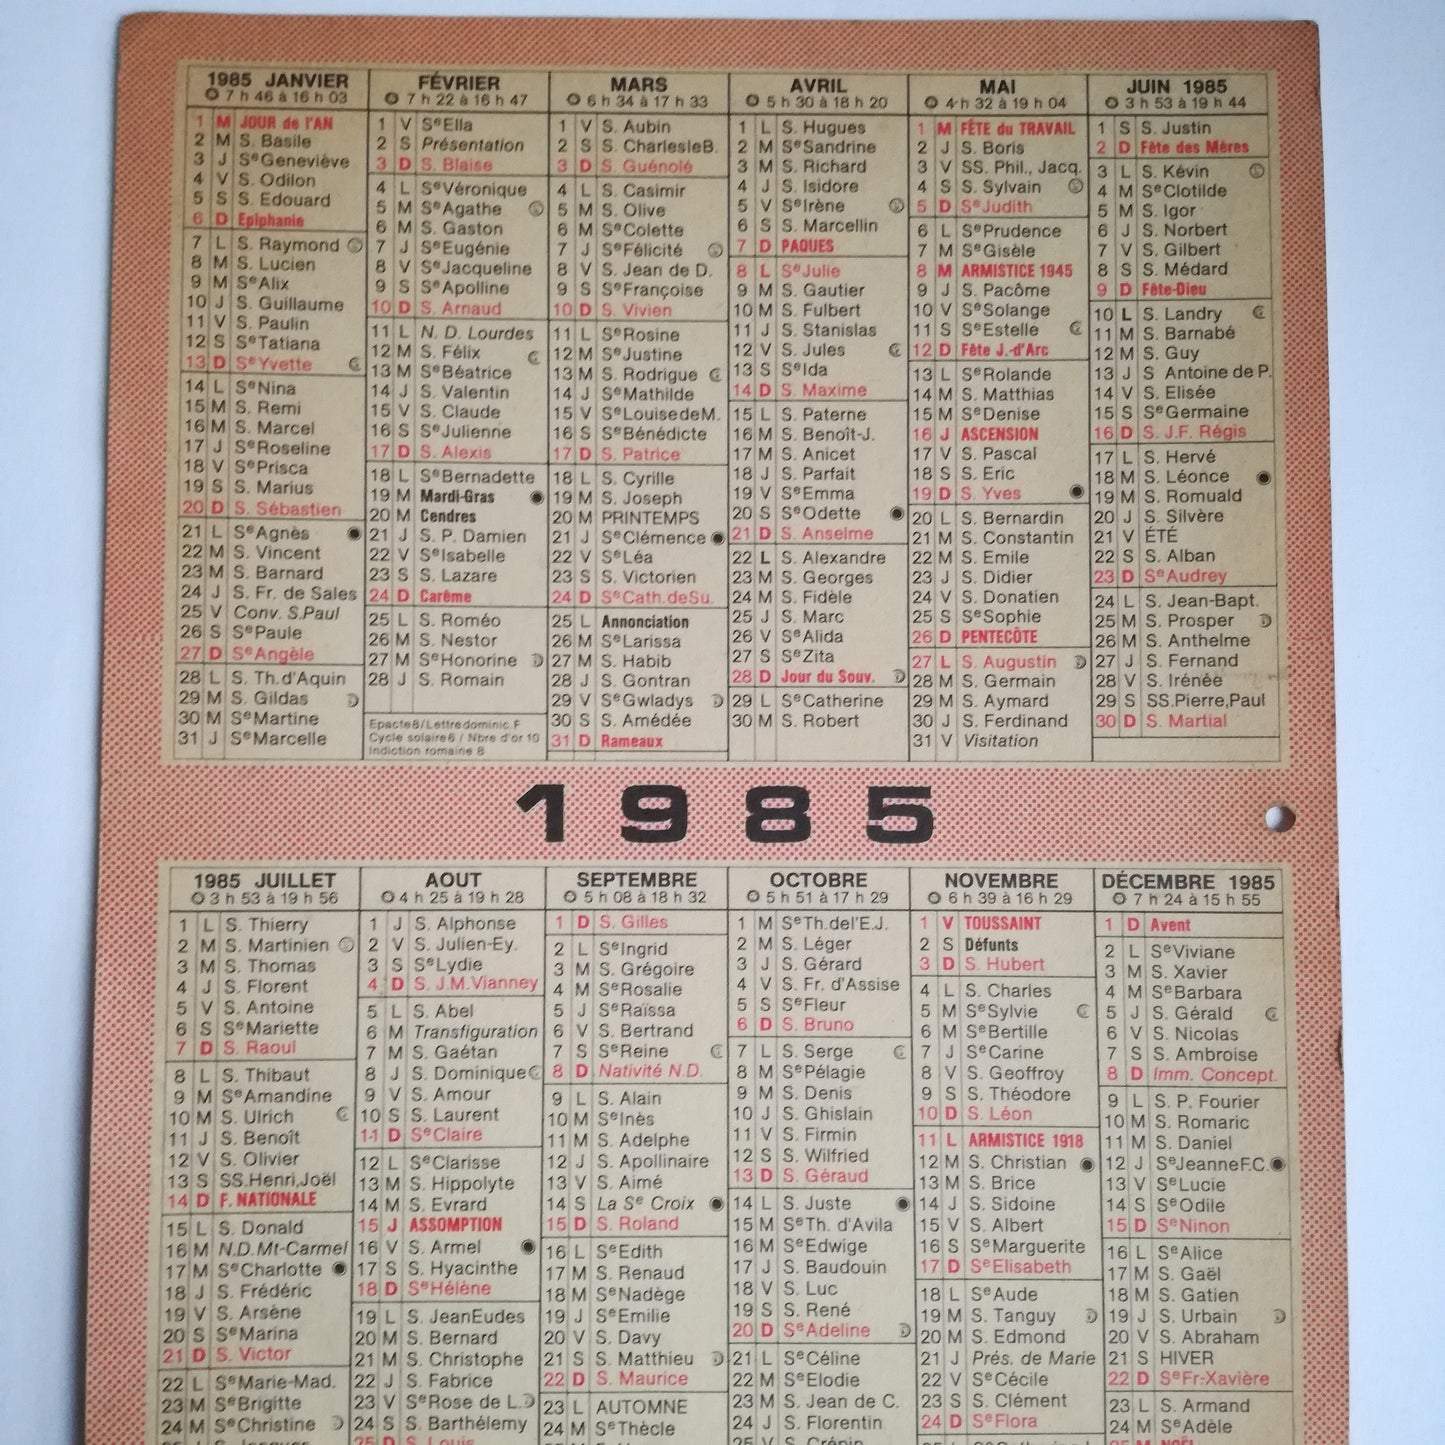 1985 JANVIER
7 h 46 à 16 h 03
1 M JOUR de l'AN
2 M S. Basile
3 J Sᵉ Geneviève
4 V S. Odilon
5 S S. Edouard
6 D Epiphanie
7 L S. Raymond
8 M S. Lucien
9 M Sᵉ Alix
10 J S. Guillaume
11 V S. Paulin
12 S Sᵉ Tatiana
13 D Sᵉ Yvette
14 L Sᵉ Nina
15 M S. Remi
16 M S. Marcel
17 J Sᵉ Roseline
18 V Sᵉ Prisca
19 S S. Marius
20 D S. Sébastien
21 L Sᵉ Agnès
22 M S. Vincent
23 M S. Barnard
24 J S. Fr. de Sales
25 V Conv. S. Paul
26 S Sᵉ Paule
27 D Sᵉ Angèle
28 L S. Th. d'Aquin
29 M S. Gildas
30 M Sᵉ Martine
31 J Sᵉ Marcelle
FÉVRIER
7 h 22 à 16 h 47
1 V Sᵉ Ella
2 S Présentation
3 D S. Blaise
4 L Sᵉ Véronique
5 M Sᵉ Agathe
6 M S. Gaston
7 J Sᵉ Eugénie
8 V Sᵉ Jacqueline
9 S Sᵉ Apolline
10 D S. Arnaud
11 L N. D. Lourdes
12 M S. Félix
13 M Sᵉ Béatrice
14 J S. Valentin
15 V S. Claude
16 S Sᵉ Julienne
17 D S. Alexis
18 L Sᵉ Bernadette
19 M Mardi-Gras
20 M Cendres
21 J S. P. Damien
22 V Sᵉ Isabelle
23 S S. Lazare
24 D Carême
25 L S. Roméo
26 M S. Nestor
27 M Sᵉ Honorine
28 J S. Romain
Epacte 8 / Lettre dominic. F
Cycle solaire 6 / Nbre d'or 10
Indiction romaine 8
MARS
6 h 34 à 17 h 33
1 V S. Aubin
2 S S. Charles le B.
3 D S. Guénolé
4 L S. Casimir
5 M S. Olive
6 M Sᵉ Colette
7 J Sᵉ Félicité
8 V S. Jean de D.
9 S Sᵉ Françoise
10 D S. Vivien
11 L Sᵉ Rosine
12 M Sᵉ Justine
13 M S. Rodrigue
14 J Sᵉ Mathilde
15 V Sᵉ Louise de M.
16 S Sᵉ Bénédicte
17 D S. Patrice
18 L S. Cyrille
19 M S. Joseph
20 M PRINTEMPS
21 J Sᵉ Clémence
22 V Sᵉ Léa
23 S S. Victorien
24 D Sᵉ Cath. de Su.
25 L Annonciation
26 M Sᵉ Larissa
27 M S. Habib
28 J S. Gontran
29 V Sᵉ Gwladys
30 S S. Amédée
31 D Rameaux
AVRIL
5 h 30 à 18 h 20
1 L S. Hugues
2 M Sᵉ Sandrine
3 M S. Richard
4 J S. Isidore
5 V Sᵉ Irène
6 S S. Marcellin
7 D PAQUES
8 L Sᵉ Julie
9 M S. Gautier
10 M S. Fulbert
11 J S. Stanislas
12 V S. Jules
13 S Sᵉ Ida
14 D S. Maxime
15 L S. Paterne
16 M S. Benoît-J.
17 M S. Anicet
18 J S. Parfait
19 V Sᵉ Emma
20 S Sᵉ Odette
21 D S. Anselme
22 L S. Alexandre
23 M S. Georges
24 M S. Fidèle
25 J S. Marc
26 V Sᵉ Alida
27 S Sᵉ Zita
28 D Jour du Souv.
29 L Sᵉ Catherine
30 M S. Robert
MAI
4 h 32 à 19 h 04
1 M FÊTE du TRAVAIL
2 J S. Boris
3 V SS. Phil., Jacq.
4 S S. Sylvain
5 D Sᵉ Judith
6 L Sᵉ Prudence
7 M Sᵉ Gisèle
8 M ARMISTICE 1945
9 J S. Pacôme
10 V Sᵉ Solange
11 S Sᵉ Estelle
12 D Fête J.-d'Arc
13 L Sᵉ Rolande
14 M S. Matthias
15 M Sᵉ Denise
16 J ASCENSION
17 V S. Pascal
18 S S. Eric
19 D S. Yves
20 L S. Bernardin
21 M S. Constantin
22 M S. Emile
23 J S. Didier
24 V S. Donatien
25 S Sᵉ Sophie
26 D PENTECÔTE
27 L S. Augustin
28 M S. Germain
29 M S. Aymard
30 J S. Ferdinand
31 V Visitation
JUIN 1985
3 h 53 à 19 h 44
1 S S. Justin
2 D Fête des Mères
3 L S. Kévin
4 M Sᵉ Clotilde
5 M S. Igor
6 J S. Norbert
7 V S. Gilbert
8 S S. Médard
9 D Fête-Dieu
10 L S. Landry
11 M S. Barnabé
12 M S. Guy
13 J S Antoine de P.
14 V S. Elisée
15 S Sᵉ Germaine
16 D S. J.F. Régis
17 L S. Hervé
18 M S. Léonce
19 M S. Romuald
20 J S. Silvère
21 V ÉTÉ
22 S S. Alban
23 D Sᵉ Audrey
24 L S. Jean-Bapt.
25 M S. Prosper
26 M S. Anthelme
27 J S. Fernand
28 V S. Irénée
29 S SS. Pierre, Paul
30 D S. Martial
1985
1985 JUILLET
3 h 53 à 19 h 56
1 L S. Thierry
2 M S. Martinien
3 M S. Thomas
4 J S. Florent
5 V S. Antoine
6 S Sᵉ Mariette
7 D S. Raoul
8 L S. Thibaut
9 M Sᵉ Amandine
10 M S. Ulrich
11 J S. Benoît
12 V S. Olivier
13 S SS. Henri, Joël
14 D F. NATIONALE
15 L S. Donald
16 M N.D. Mt-Carmel
17 M Sᵉ Charlotte
18 J S. Frédéric
19 V S. Arsène
20 S Sᵉ Marina
21 D S. Victor
22 L Sᵉ Marie-Mad.
23 M Sᵉ Brigitte
24 M Sᵉ Christine
AOUT
4 h 25 à 19 h 28
1 J S. Alphonse
2 V S. Julien-Ey.
3 S Sᵉ Lydie
4 D S. J.M. Vianney
5 L S. Abel
6 M Transfiguration
7 M S. Gaétan
8 J S. Dominique
9 V S. Amour
10 S S. Laurent
11 D Sᵉ Claire
12 L Sᵉ Clarisse
13 M S. Hippolyte
14 M S. Evrard
15 J ASSOMPTION
16 V S. Armel
17 S S. Hyacinthe
18 D Sᵉ Hélène
19 L S. Jean Eudes
20 M S. Bernard
21 M S. Christophe
22 J S. Fabrice
23 V Sᵉ Rose de L.
24 S S. Barthélemy
25 D S. Louis
SEPTEMBRE
5 h 08 à 18 h 32
1 D S. Gilles
2 L Sᵉ Ingrid
3 M S. Grégoire
4 M Sᵉ Rosalie
5 J Sᵉ Raïssa
6 V S. Bertrand
7 S Sᵉ Reine
8 D Nativité N.D.
9 L S. Alain
10 M Sᵉ Inès
11 M S. Adelphe
12 J S. Apollinaire
13 V S. Aimé
14 S La Sᵉ Croix
15 D S. Roland
16 L Sᵉ Edith
17 M S. Renaud
18 M Sᵉ Nadège
19 J Sᵉ Emilie
20 V S. Davy
21 S S. Matthieu
22 D S. Maurice
23 L AUTOMNE
24 M Sᵉ Thècle
OCTOBRE
5 h 51 à 17 h 29
1 M Sᵉ Th. de l'E.J.
2 M S. Léger
3 J S. Gérard
4 V S. Fr. d'Assise
5 S Sᵉ Fleur
6 D S. Bruno
7 L S. Serge
8 M Sᵉ Pélagie
9 M S. Denis
10 J S. Ghislain
11 V S. Firmin
12 S S. Wilfried
13 D S. Géraud
14 L S. Juste
15 M Sᵉ Th. d'Avila
16 M Sᵉ Edwige
17 J S. Baudouin
18 V S. Luc
19 S S. René
20 D Sᵉ Adeline
21 L Sᵉ Céline
22 M Sᵉ Elodie
23 M S. Jean de C.
24 J S. Florentin
25 V S. Crépin
NOVEMBRE
6 h 39 à 16 h 29
1 V TOUSSAINT
2 S Défunts
3 D S. Hubert
4 L S. Charles
5 M Sᵉ Sylvie
6 M Sᵉ Bertille
7 J Sᵉ Carine
8 V S. Geoffroy
9 S S. Théodore
10 D S. Léon
11 L ARMISTICE 1918
12 M S. Christian
13 M S. Brice
14 J S. Sidoine
15 V S. Albert
16 S Sᵉ Marguerite
17 D Sᵉ Elisabeth
18 L Sᵉ Aude
19 M S. Tanguy
20 M S. Edmond
21 J Prés. de Marie
22 V Sᵉ Cécile
23 S S. Clément
24 D Sᵉ Flora
DÉCEMBRE 1985
7 h 24 à 15 h 55
1 D Avent
2 L Sᵉ Viviane
3 M S. Xavier
4 M Sᵉ Barbara
5 J S. Gérald
6 V S. Nicolas
7 S S. Ambroise
8 D Imm. Concept.
9 L S. P. Fourier
10 M S. Romaric
11 M S. Daniel
12 J Sᵉ Jeanne F.C.
13 V Sᵉ Lucie
14 S Sᵉ Odile
15 D Sᵉ Ninon
16 L Sᵉ Alice
17 M S. Gaël
18 M S. Gatien
19 J S. Urbain
20 V S. Abraham
21 S HIVER
22 D Sᵉ Fr.-Xavière
23 L S. Armand
24 M Sᵉ Adèle
25 M NOËL